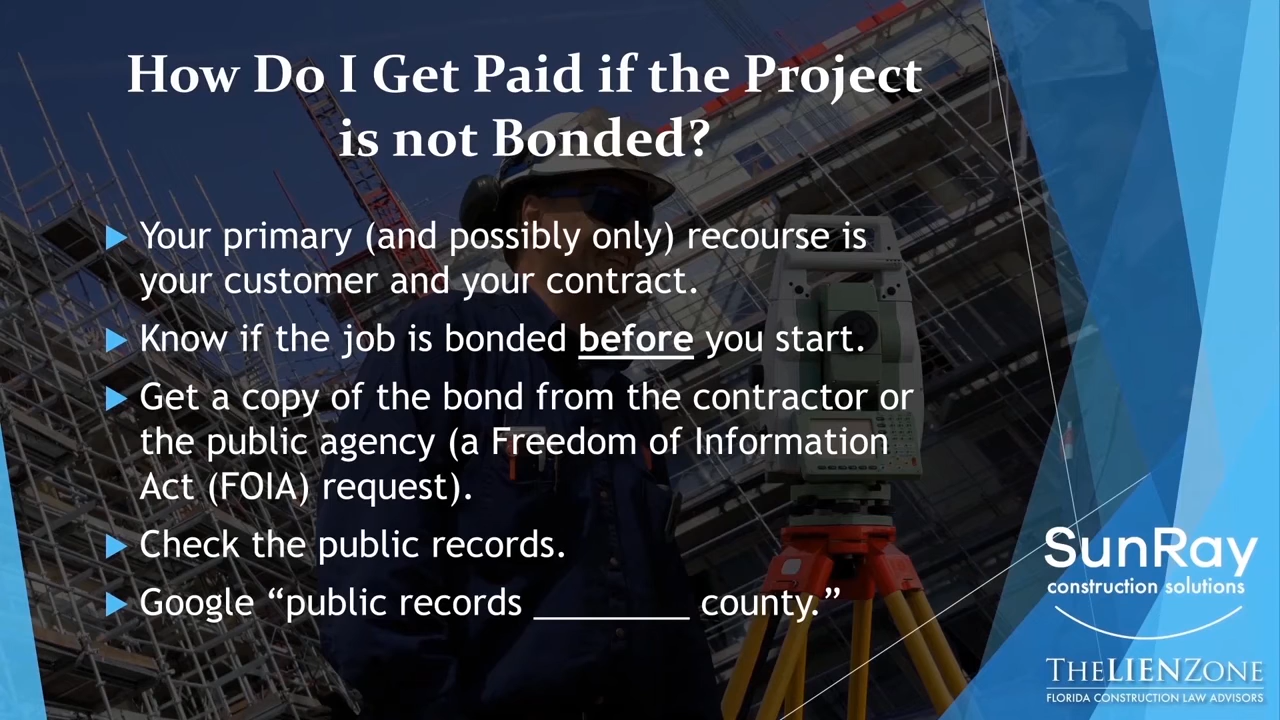 How Do I Get Paid if the Project
is not Bonded?
Your primary (and possibly only) recourse is
your customer and your contract.
Know if the job is bonded before you start.
Get a copy of the bond from the contractor or
the public agency (a Freedom of Information
Act (FOIA) request).
Check the public records.
Google “public records ________ county.”
SunRay
construction solutions
THELIENZONE
FLORIDA CONSTRUCTION LAW ADVISORS